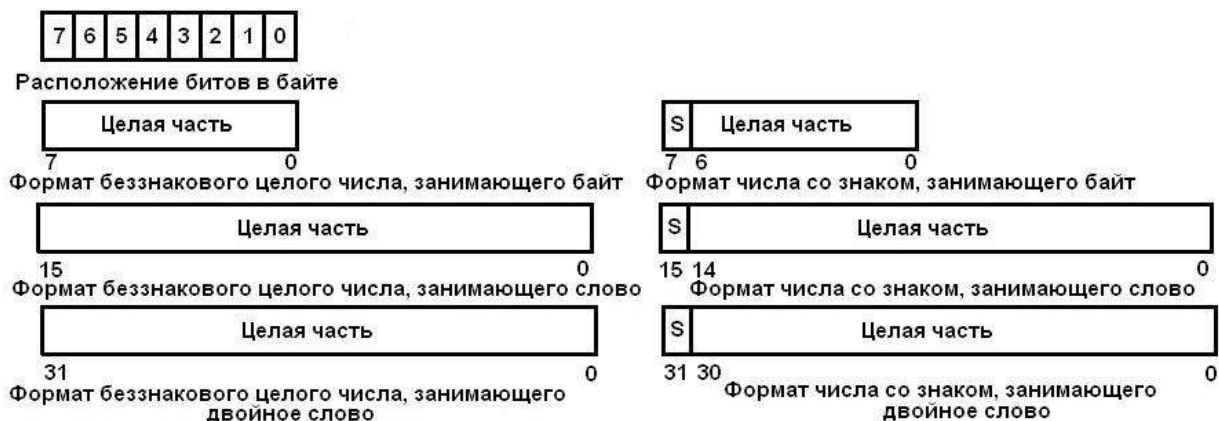 7 6 5 4 3 2 1 0
Расположение битов в байте
Целая часть
7 0
Формат беззнакового целого числа, занимающего байт
S Целая часть
7 6 0
Формат числа со знаком, занимающего байт
Целая часть
15 0
Формат беззнакового целого числа, занимающего слово
S Целая часть
15 14 0
Формат числа со знаком, занимающего слово
Целая часть
31 0
Формат беззнакового целого числа, занимающего
двойное слово
S Целая часть
31 30 0
Формат числа со знаком, занимающего
двойное слово